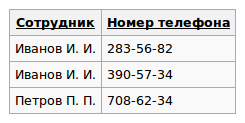 Сотрудник Номер телефона
Иванов И. И. 283-56-82
Иванов И. И. 390-57-34
Петров П. П. 708-62-34